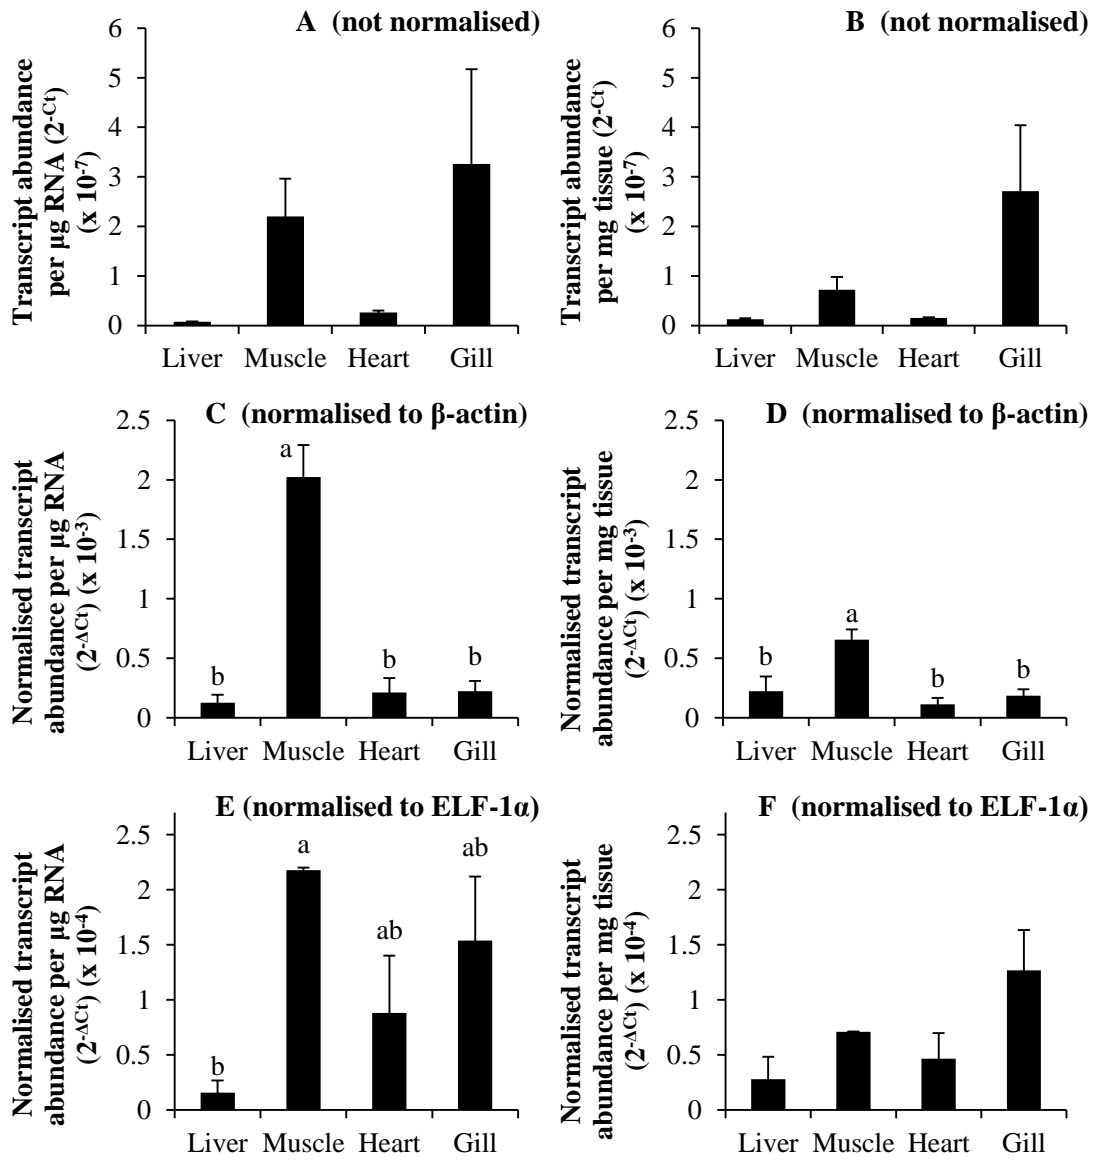 A (not normalised)
Transcript abundance
per µg RNA (2-Ct)
(x 10-7)
6
5
4
3
2
1
0
Liver Muscle Heart Gill
B (not normalised)
Transcript abundance
per mg tissue (2-Ct)
(x 10-7)
6
5
4
3
2
1
0
Liver Muscle Heart Gill
C (normalised to β-actin)
Normalised transcript
abundance per µg RNA
(2-ΔCt) (x 10-3)
2.5
2
1.5
1
0.5
0
b a b b
Liver Muscle Heart Gill
D (normalised to β-actin)
Normalised transcript
abundance per mg tissue
(2-ΔCt) (x 10-3)
2.5
2
1.5
1
0.5
0
b a b b
Liver Muscle Heart Gill
E (normalised to ELF-1α)
Normalised transcript
abundance per µg RNA
(2-ΔCt) (x 10-4)
2.5
2
1.5
1
0.5
0
b a ab ab
Liver Muscle Heart Gill
F (normalised to ELF-1α)
Normalised transcript
abundance per mg tissue
(2-ΔCt) (x 10-4)
2.5
2
1.5
1
0.5
0
Liver Muscle Heart Gill